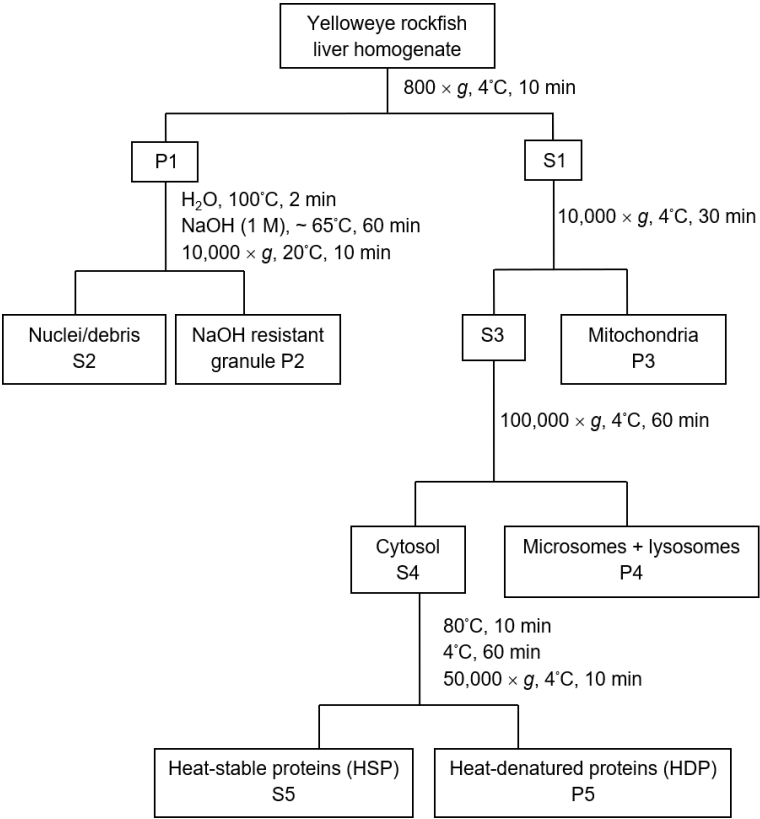 Yelloweye rockfish
liver homogenate
800 × g, 4˚C, 10 min
P1
S1
H₂O, 100˚C, 2 min
NaOH (1 M), ~ 65˚C, 60 min
10,000 × g, 20˚C, 10 min
10,000 × g, 4˚C, 30 min
Nuclei/debris
S2
NaOH resistant
granule P2
S3
Mitochondria
P3
100,000 × g, 4˚C, 60 min
Cytosol
S4
Microsomes + lysosomes
P4
80˚C, 10 min
4˚C, 60 min
50,000 × g, 4˚C, 10 min
Heat-stable proteins (HSP)
S5
Heat-denatured proteins (HDP)
P5